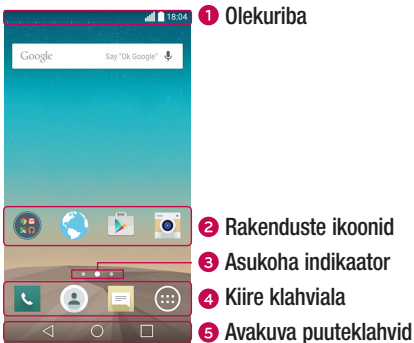 18:04
1 Olekuriba
Google Say "Ok Google"
2 Rakenduste ikoonid
3 Asukoha indikaator
4 Kiire klahviala
5 Avakuva puuteklahvid